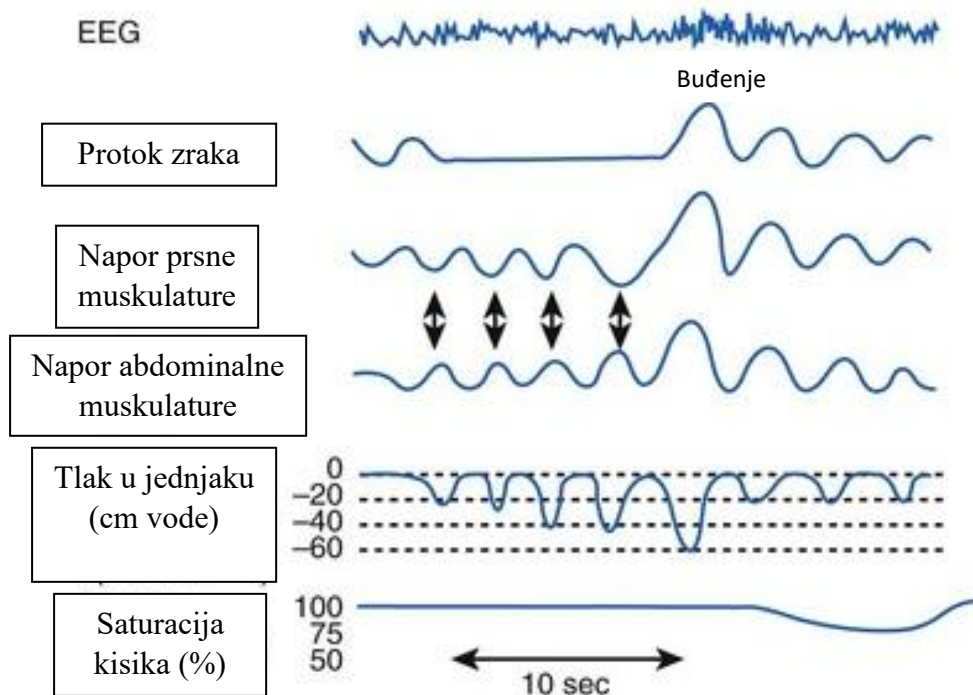 EEG
Buđenje
Protok zraka
Napor prsne
muskulature
Napor abdominalne
muskulature
Tlak u jednjaku
(cm vode)
0
–20
–40
–60
Saturacija
kisika (%)
100
75
50
10 sec